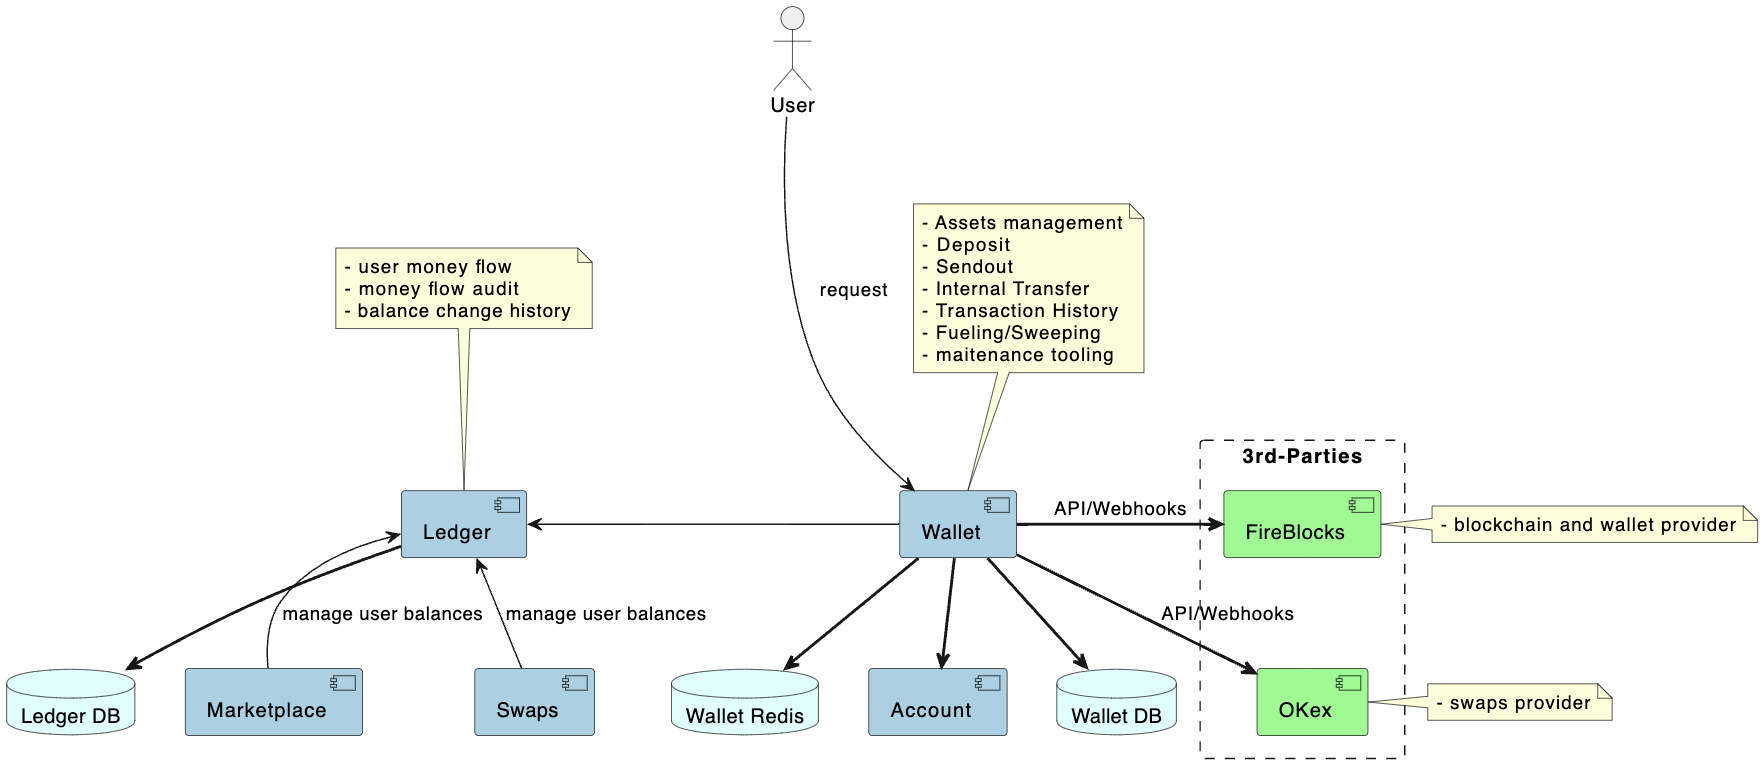 User
request
- Assets management
- Deposit
- Sendout
- Internal Transfer
- Transaction History
- Fueling/Sweeping
- maitenance tooling
- user money flow
- money flow audit
- balance change history
3rd-Parties
Ledger
Wallet
API/Webhooks
FireBlocks
- blockchain and wallet provider
manage user balances
manage user balances
API/Webhooks
Ledger DB
Marketplace
Swaps
Wallet Redis
Account
Wallet DB
OKex
- swaps provider